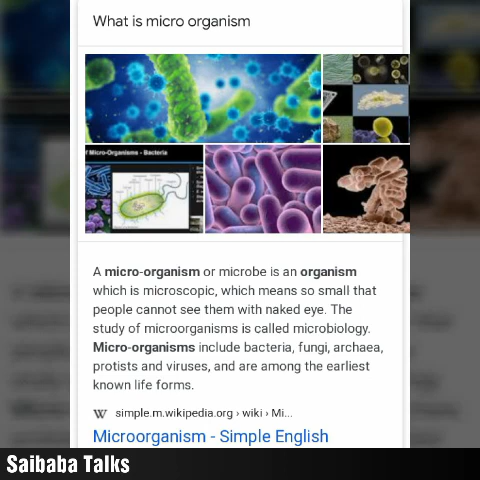 What is micro organism
f Micro-Organisms - Bacteria
A micro-organism or microbe is an organism
which is microscopic, which means so small that
people cannot see them with naked eye. The
study of microorganisms is called microbiology.
Micro-organisms include bacteria, fungi, archaea,
protists and viruses, and are among the earliest
known life forms.
W simple.m.wikipedia.org › wiki › Mi...
Microorganism - Simple English
Saibaba Talks